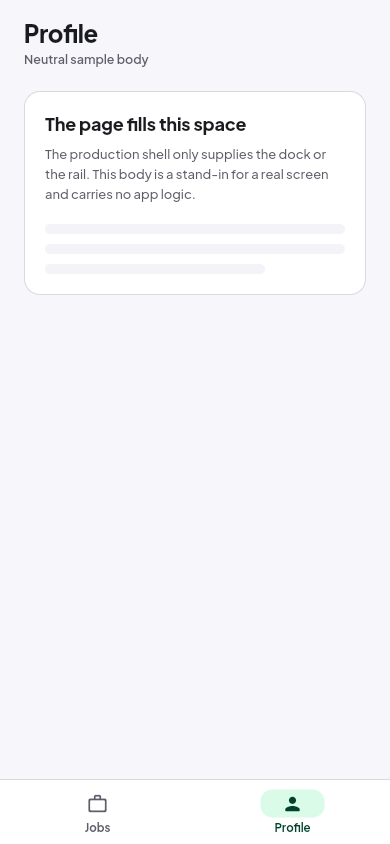 Profile
Neutral sample body
The page fills this space
The production shell only supplies the dock or
the rail. This body is a stand-in for a real screen
and carries no app logic.
Jobs
Profile